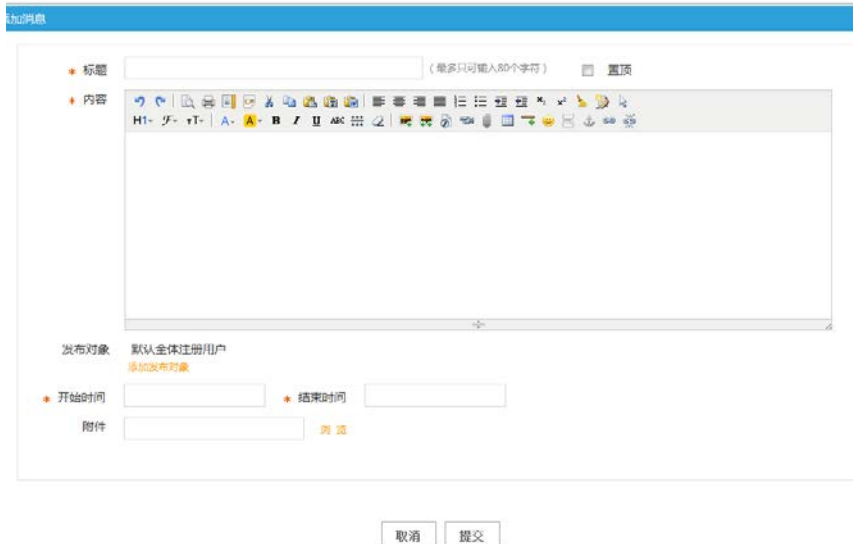 添加消息
* 标题 (最多只可输入80个字符) 置顶
* 内容
H1 F тT A A B I U ABC
发布对象 默认全体注册用户
添加发布对象
* 开始时间 * 结束时间
附件 浏 览
取消 提交